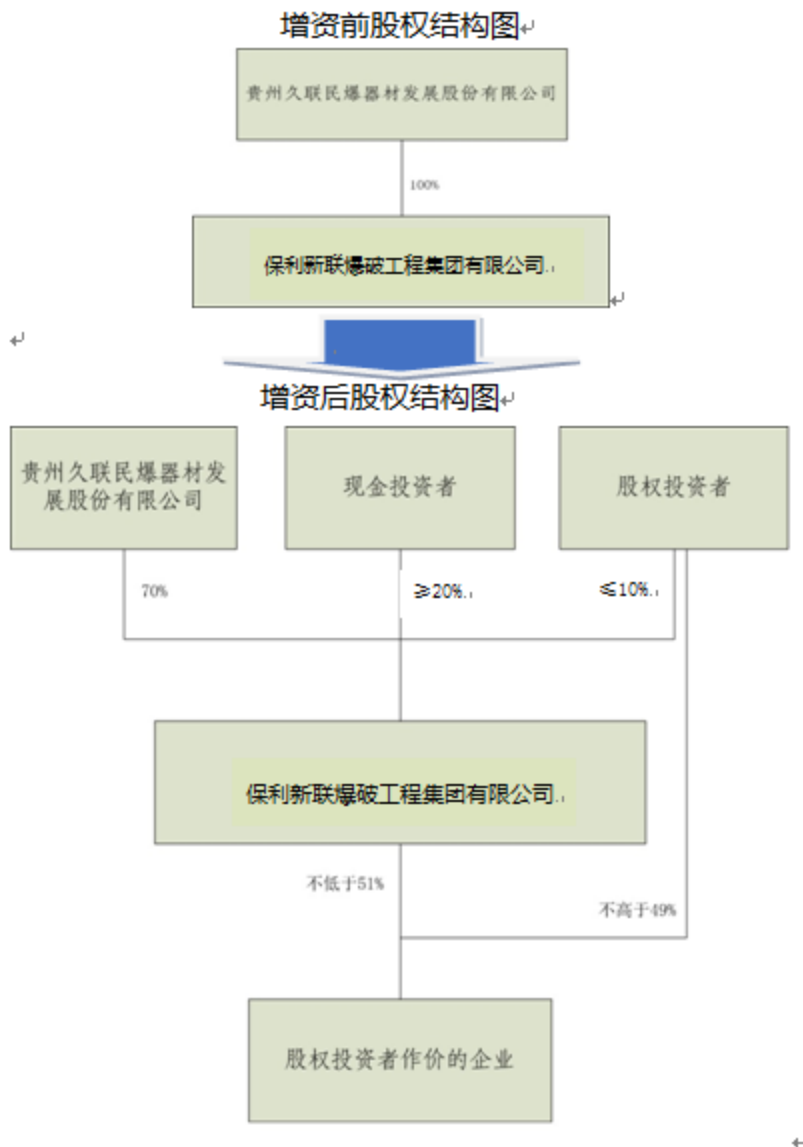 增资前股权结构图
贵州久联民爆器材发展股份有限公司
100%
保利新联爆破工程集团有限公司
增资后股权结构图
贵州久联民爆器材发
展股份有限公司
现金投资者
股权投资者
70%
≥20%
≤10%
保利新联爆破工程集团有限公司
不低于51%
不高于49%
股权投资者作价的企业